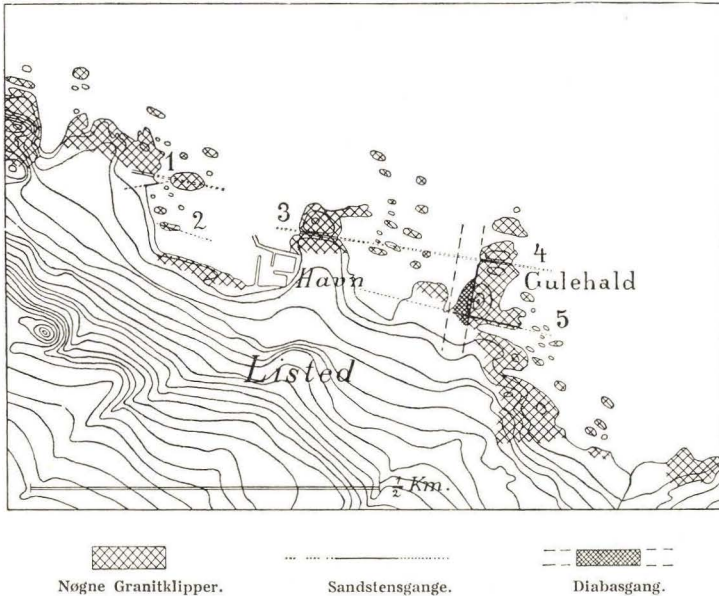 1
2
3
4
Havn
Gulehald
5
Listed
½ Km.
Nøgne Granitklipper.
Sandstensgange.
Diabasgang.